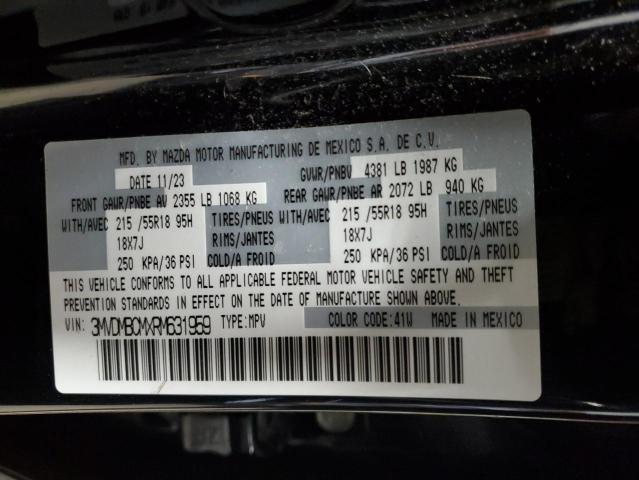 MFD. BY MAZDA MOTOR MANUFACTURING DE MEXICO S.A. DE C.V.
DATE 11/23 GVWR/PNBV 4381 LB 1987 KG
FRONT GAWR/PNBE AV 2355 LB 1068 KG REAR GAWR/PNBE AR 2072 LB 940 KG
WITH/AVEC 215 /55R18 95H TIRES/PNEUS WITH/AVEC 215 /55R18 95H TIRES/PNEUS
18X7J RIMS/JANTES 18X7J RIMS/JANTES
250 KPA/36 PSI COLD/A FROID 250 KPA/36 PSI COLD/A FROID
THIS VEHICLE CONFORMS TO ALL APPLICABLE FEDERAL MOTOR VEHICLE SAFETY AND THEFT
PREVENTION STANDARDS IN EFFECT ON THE DATE OF MANUFACTURE SHOWN ABOVE.
VIN: 3MVDMBCMXRM631959 TYPE: MPV COLOR CODE: 41W MADE IN MEXICO